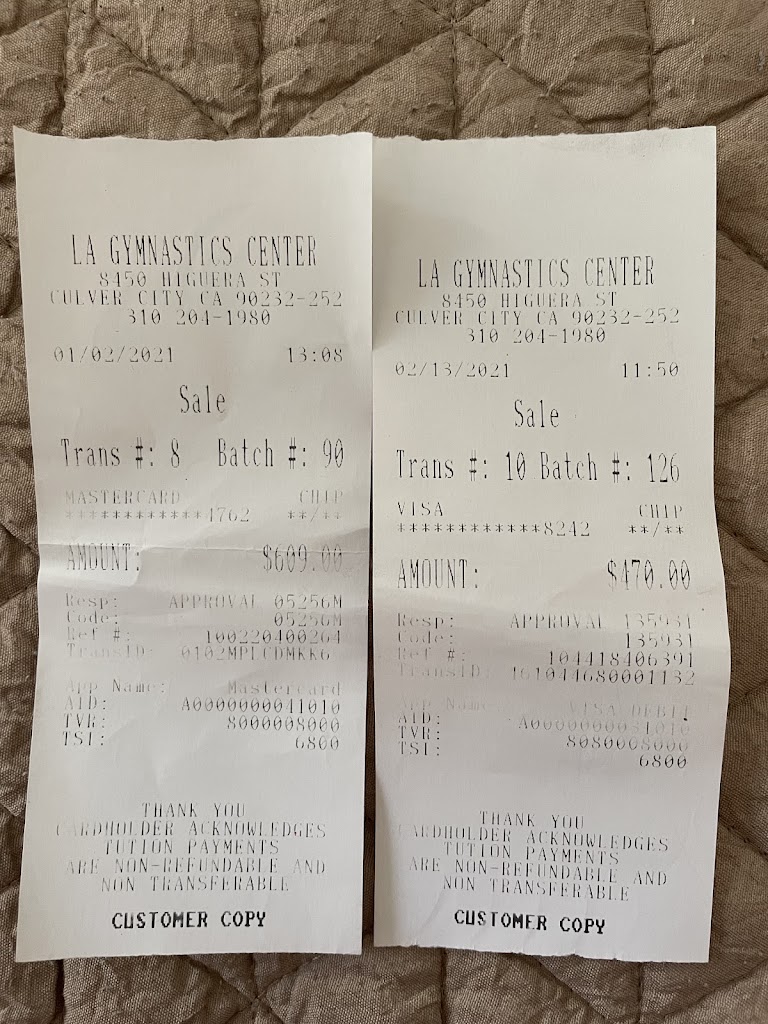 LA GYMNASTICS CENTER
8450 HIGUERA ST
CULVER CITY CA 90232-252
310 204-1980
01/02/2021 13:08
Sale
Trans #: 8 Batch #: 90
MASTERCARD CHIP
************4762 **/**
AMOUNT: $609.00
Resp: APPROVAL 05256M
Code: 05256M
Ref #: 100220400264
TransID: 0102MPLCDMKK6
App Name: Mastercard
AID: A0000000041010
TVR: 8000008000
TSI: 6800
THANK YOU
CARDHOLDER ACKNOWLEDGES
TUTION PAYMENTS
ARE NON-REFUNDABLE AND
NON TRANSFERABLE
CUSTOMER COPY
LA GYMNASTICS CENTER
8450 HIGUERA ST
CULVER CITY CA 90232-252
310 204-1980
02/13/2021 11:50
Sale
Trans #: 10 Batch #: 126
VISA CHIP
************8242 **/**
AMOUNT: $470.00
Resp: APPROVAL 135931
Code: 135931
Ref #: 104418406391
TransID: 461044680001132
App Name: VISA DEBIT
AID:
TVR: 8080008000
TSI: 6800
THANK YOU
CARDHOLDER ACKNOWLEDGES
TUTION PAYMENTS
ARE NON-REFUNDABLE AND
NON TRANSFERABLE
CUSTOMER COPY